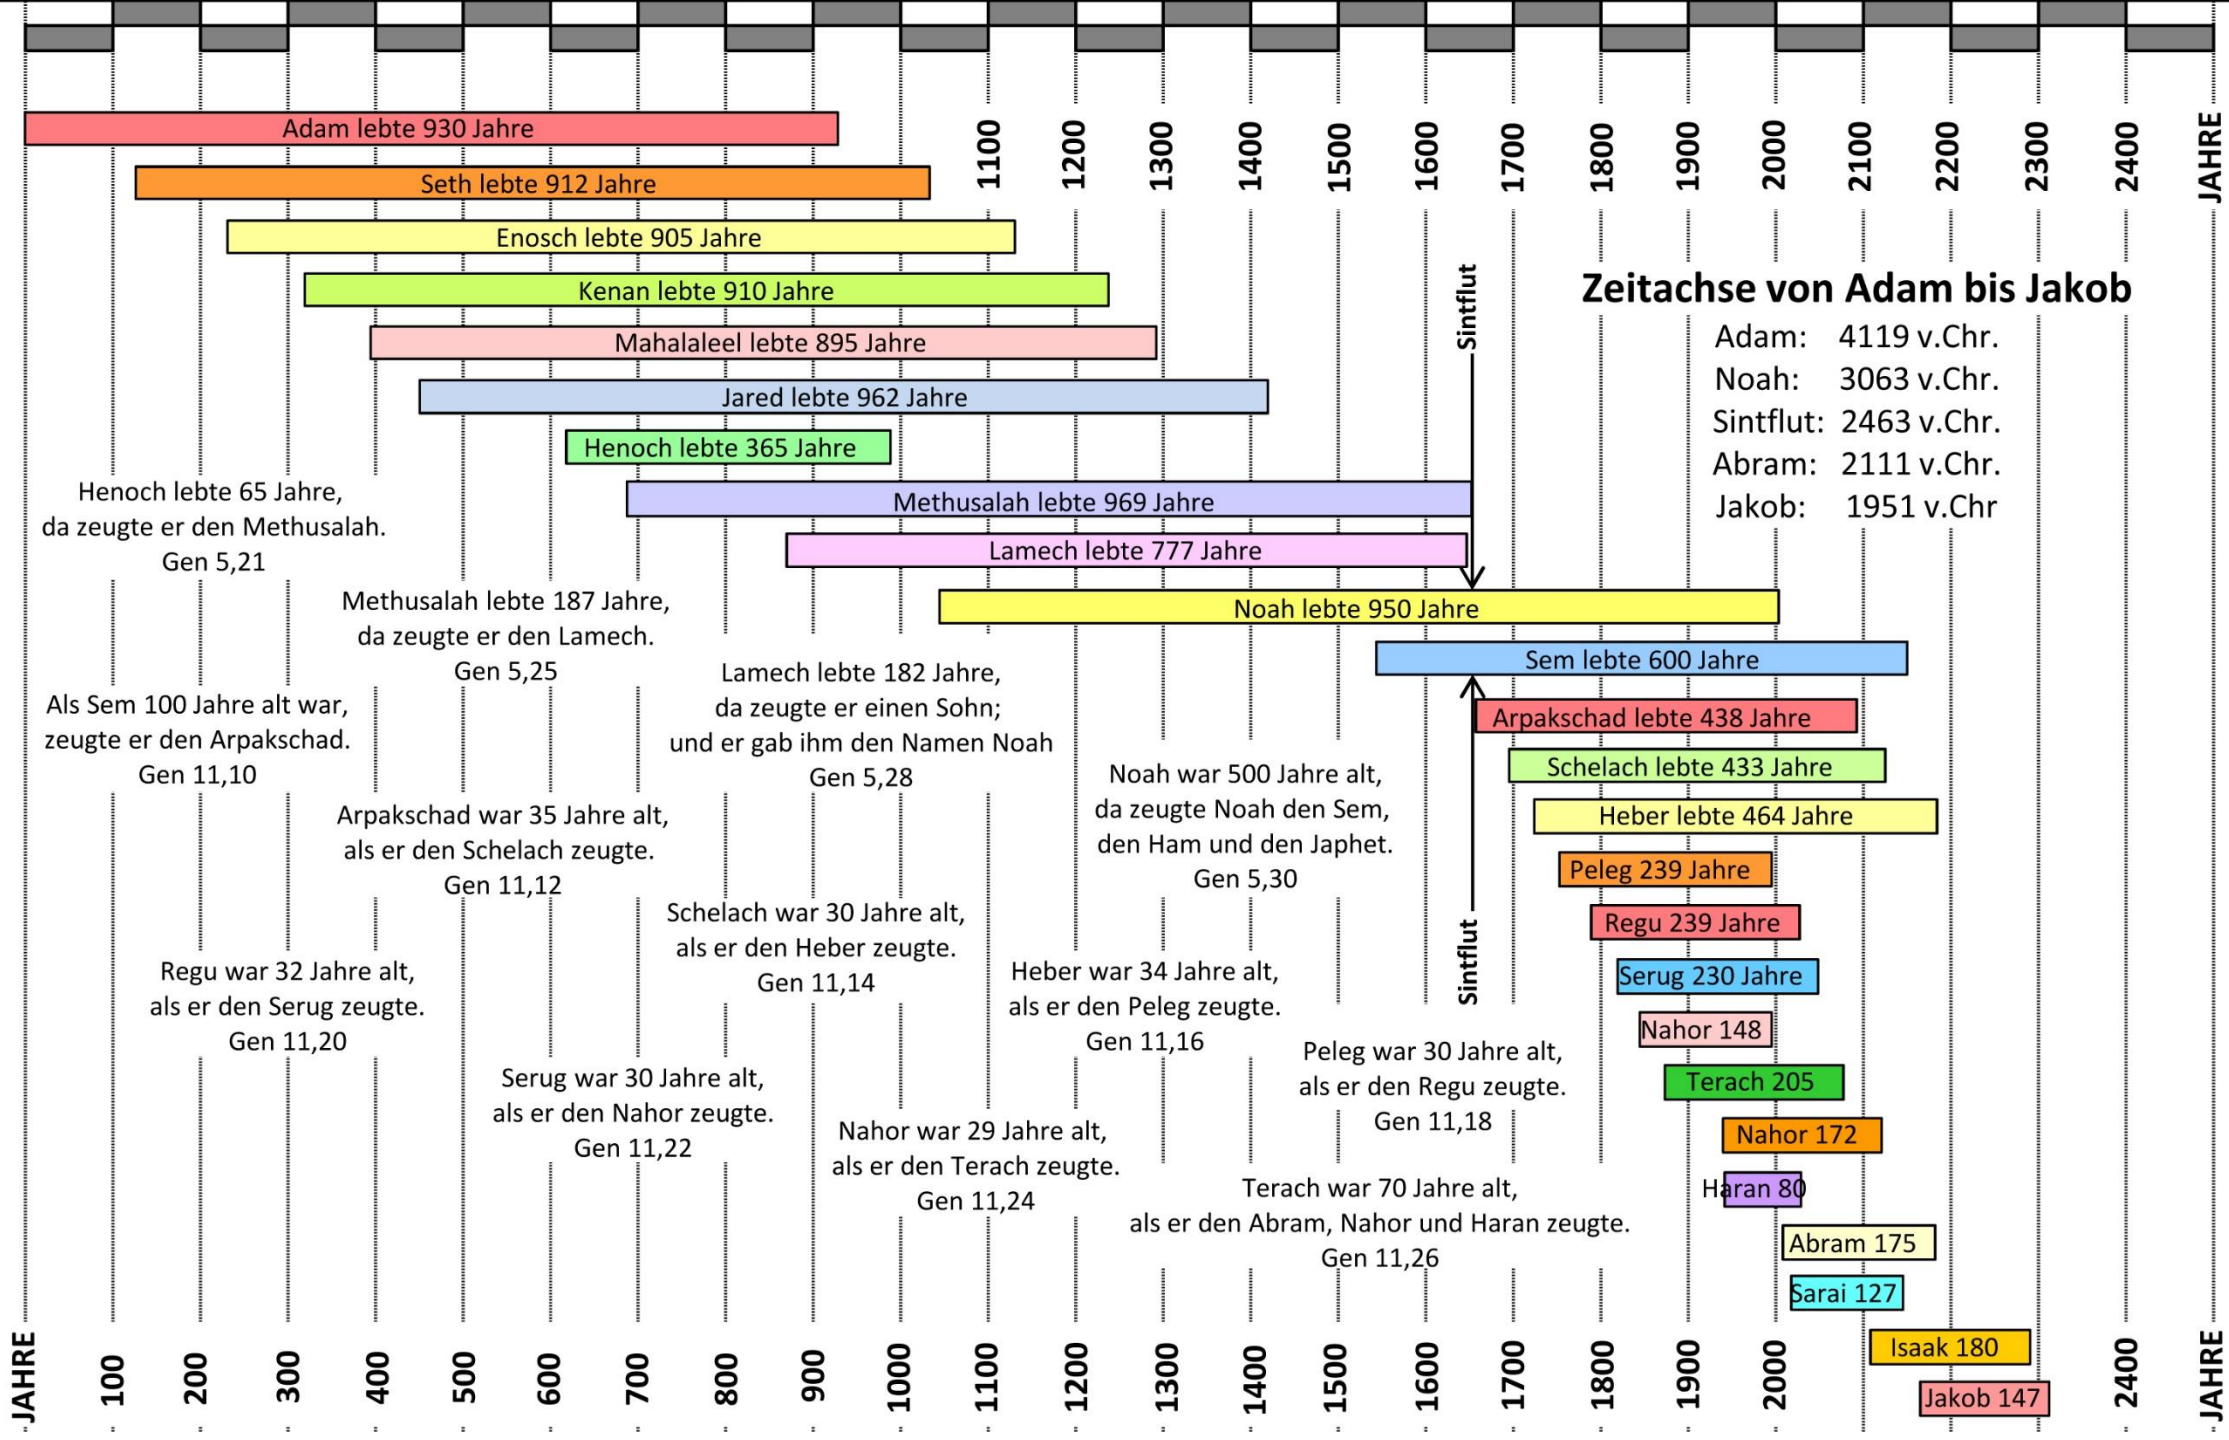 1100
1200
1300
1400
1500
1600
1700
1800
1900
2000
2100
2200
2300
2400
JAHRE
Adam lebte 930 Jahre
Seth lebte 912 Jahre
Enosch lebte 905 Jahre
Kenan lebte 910 Jahre
Mahalaleel lebte 895 Jahre
Jared lebte 962 Jahre
Henoch lebte 365 Jahre
Methusalah lebte 969 Jahre
Lamech lebte 777 Jahre
Noah lebte 950 Jahre
Sem lebte 600 Jahre
Arpakschad lebte 438 Jahre
Schelach lebte 433 Jahre
Heber lebte 464 Jahre
Peleg 239 Jahre
Regu 239 Jahre
Serug 230 Jahre
Nahor 148
Terach 205
Nahor 172
Haran 80
Abram 175
Sarai 127
Isaak 180
Jakob 147
Sintflut
Sintflut
Zeitachse von Adam bis Jakob
Adam: 4119 v.Chr.
Noah: 3063 v.Chr.
Sintflut: 2463 v.Chr.
Abram: 2111 v.Chr.
Jakob: 1951 v.Chr
Henoch lebte 65 Jahre,
da zeugte er den Methusalah.
Gen 5,21
Methusalah lebte 187 Jahre,
da zeugte er den Lamech.
Gen 5,25
Lamech lebte 182 Jahre,
da zeugte er einen Sohn;
und er gab ihm den Namen Noah
Gen 5,28
Noah war 500 Jahre alt,
da zeugte Noah den Sem,
den Ham und den Japhet.
Gen 5,30
Als Sem 100 Jahre alt war,
zeugte er den Arpakschad.
Gen 11,10
Arpakschad war 35 Jahre alt,
als er den Schelach zeugte.
Gen 11,12
Schelach war 30 Jahre alt,
als er den Heber zeugte.
Gen 11,14
Heber war 34 Jahre alt,
als er den Peleg zeugte.
Gen 11,16
Peleg war 30 Jahre alt,
als er den Regu zeugte.
Gen 11,18
Regu war 32 Jahre alt,
als er den Serug zeugte.
Gen 11,20
Serug war 30 Jahre alt,
als er den Nahor zeugte.
Gen 11,22
Nahor war 29 Jahre alt,
als er den Terach zeugte.
Gen 11,24
Terach war 70 Jahre alt,
als er den Abram, Nahor und Haran zeugte.
Gen 11,26
JAHRE
100
200
300
400
500
600
700
800
900
1000
1100
1200
1300
1400
1500
1600
1700
1800
1900
2000
2400
JAHRE